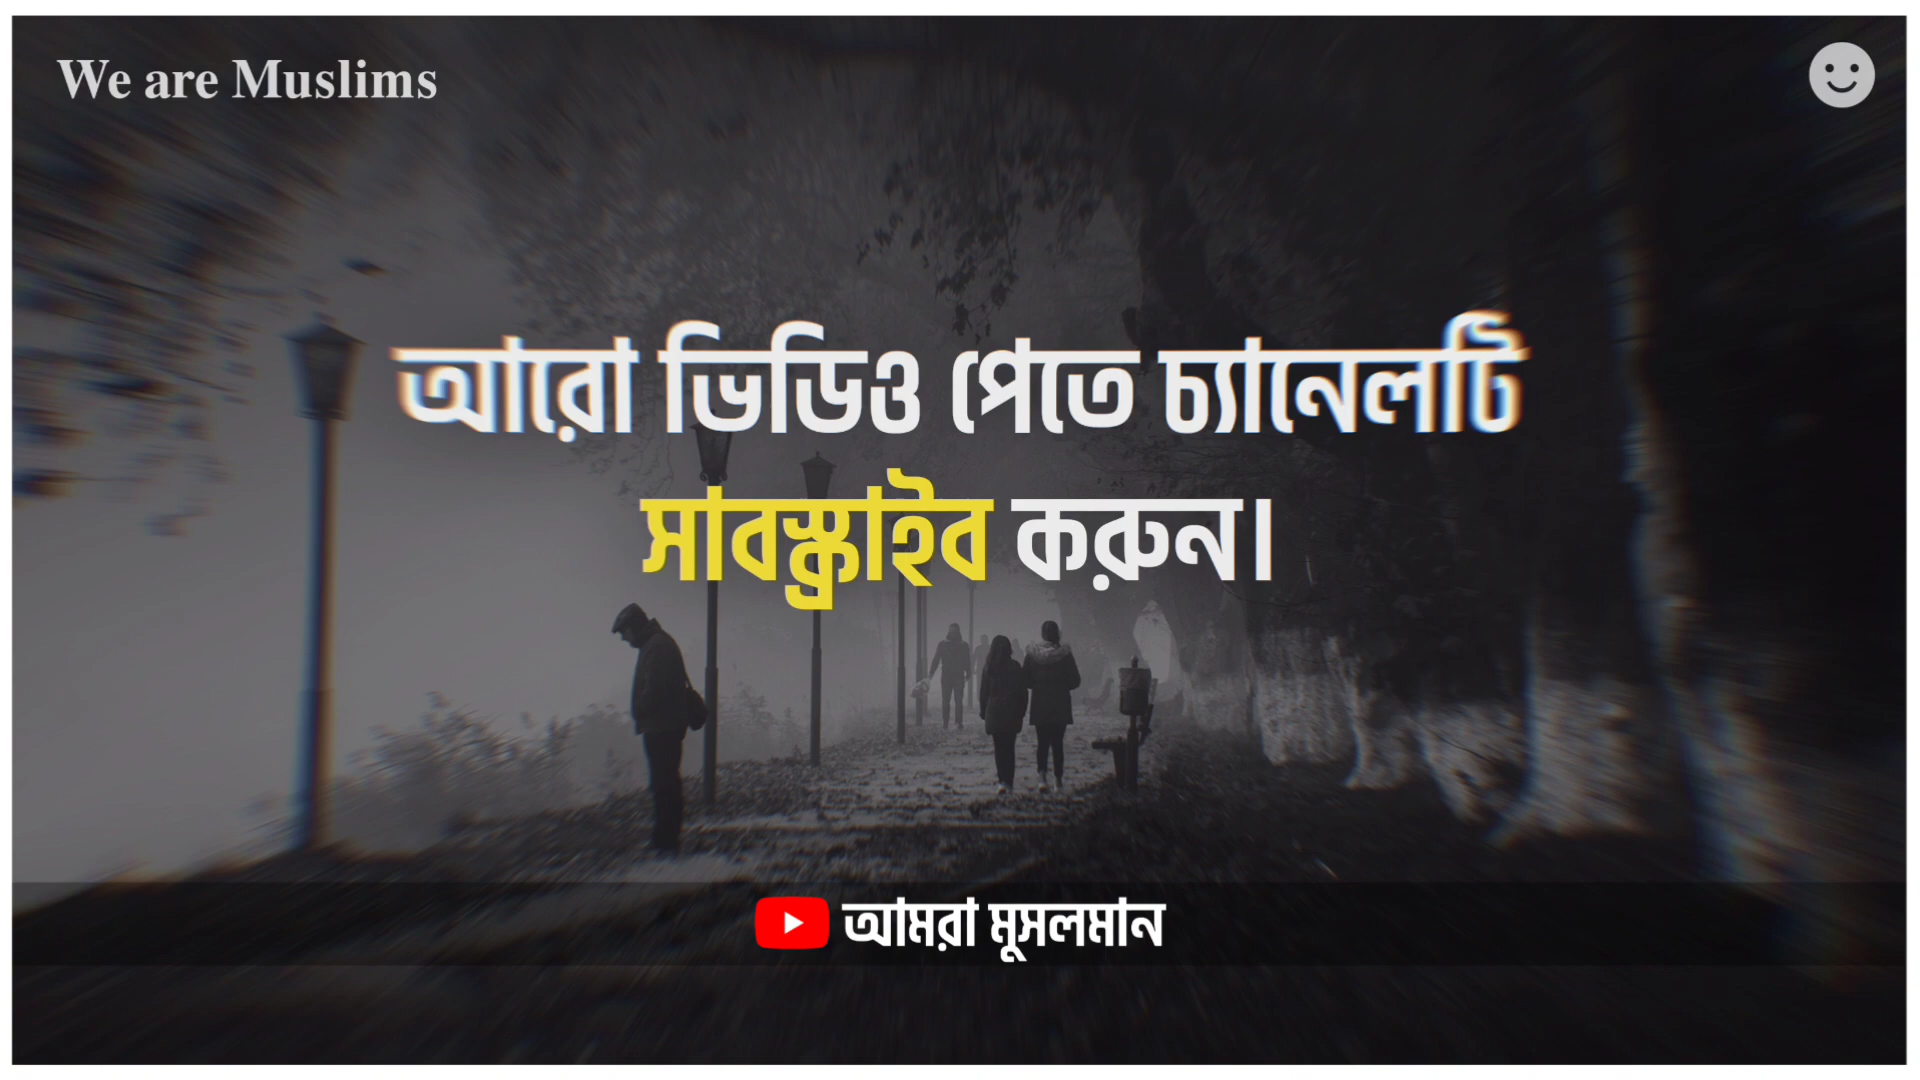 We are Muslims
আরো ভিডিও পেতে চ্যানেলটি
সাবস্ক্রাইব করুন।
আমরা মুসলমান